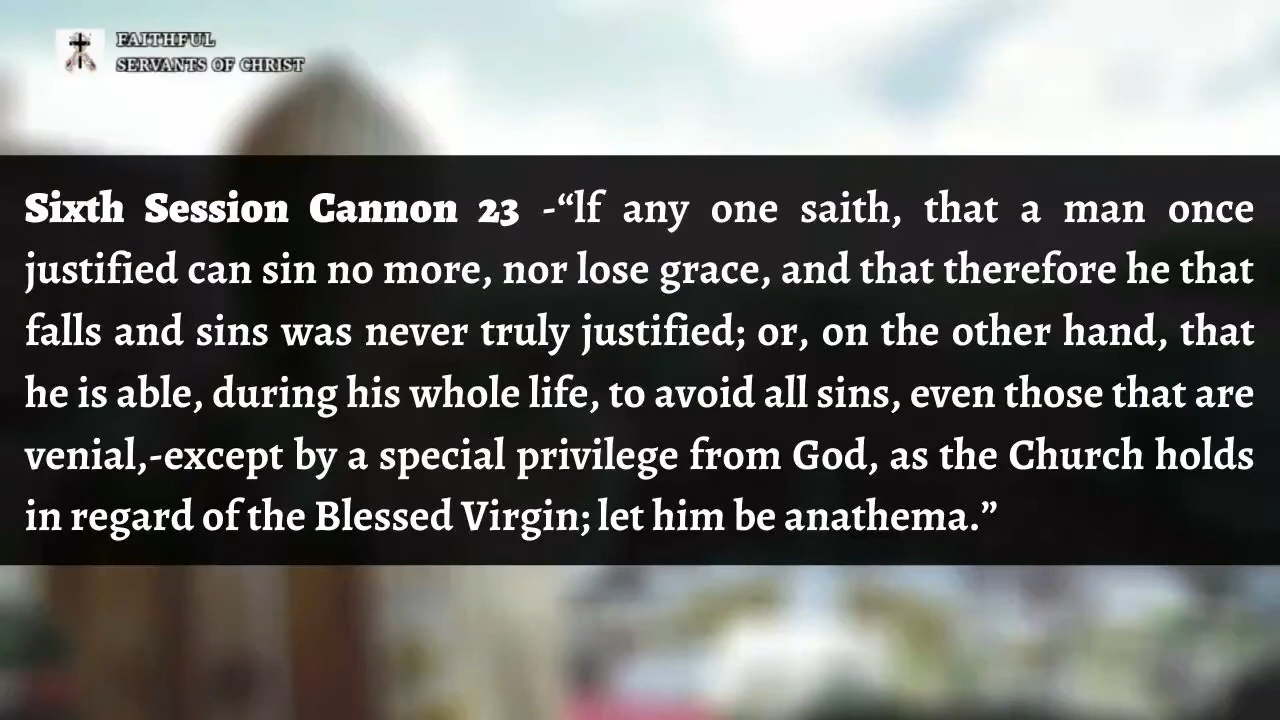 FAITHFUL
SERVANTS OF CHRIST
Sixth Session Cannon 23 -“lf any one saith, that a man once
justified can sin no more, nor lose grace, and that therefore he that
falls and sins was never truly justified; or, on the other hand, that
he is able, during his whole life, to avoid all sins, even those that are
venial,-except by a special privilege from God, as the Church holds
in regard of the Blessed Virgin; let him be anathema.”